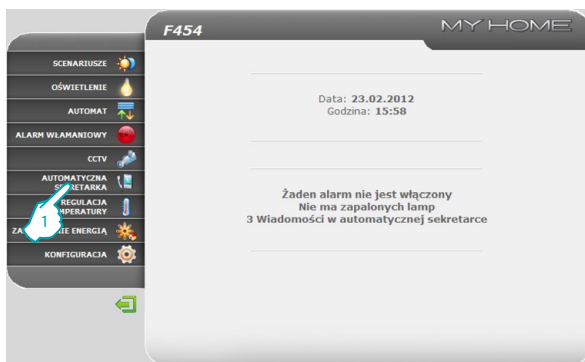 F454
MY HOME
SCENARIUSZE
OŚWIETLENIE
AUTOMAT
ALARM WŁAMANIOWY
CCTV
AUTOMATYCZNA
REGULACJA
KONFIGURACJA
1
Data: 23.02.2012
Godzina: 15:58
Żaden alarm nie jest włączony
Nie ma zapalonych lamp
3 Wiadomości w automatycznej sekretarce